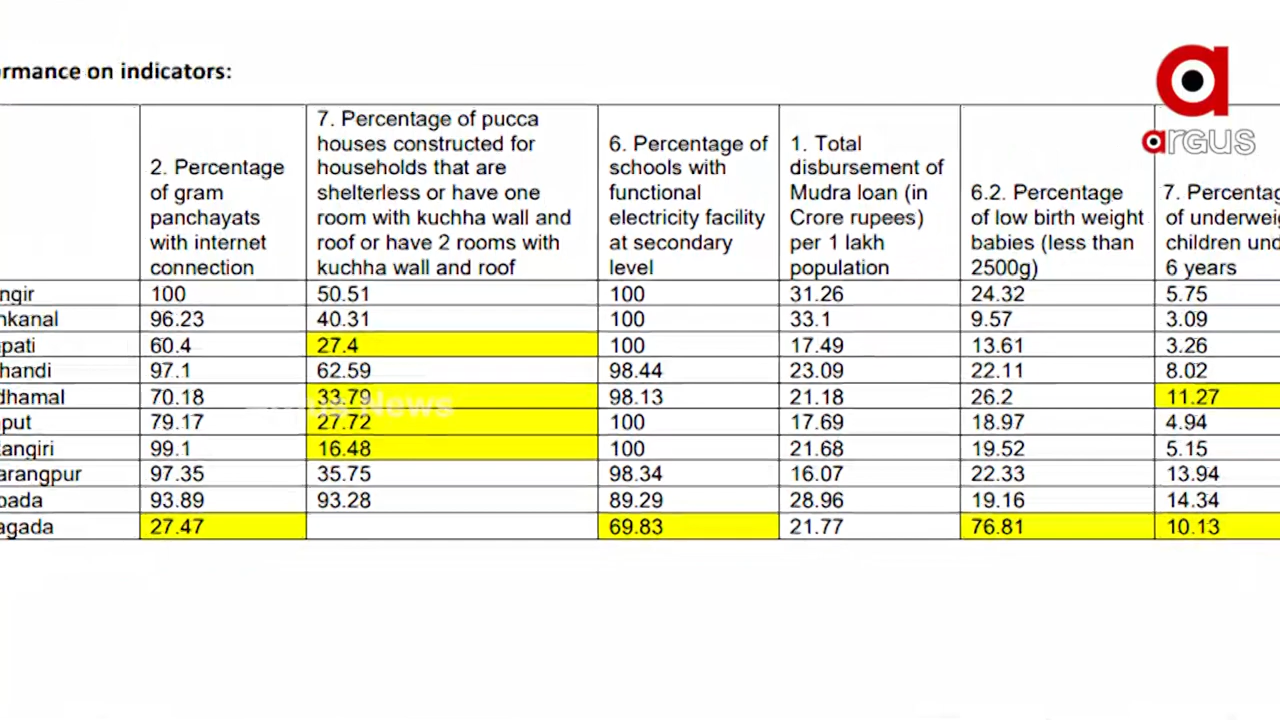 ormance on indicators:
argus
2. Percentage
of gram
panchayats
with internet
connection
7. Percentage of pucca
houses constructed for
households that are
shelterless or have one
room with kuchha wall and
roof or have 2 rooms with
kuchha wall and roof
6. Percentage of
schools with
functional
electricity facility
at secondary
level
1. Total
disbursement of
Mudra loan (in
Crore rupees)
per 1 lakh
population
6.2. Percentage
of low birth weight
babies (less than
2500g)
7. Percentag
of underweig
children und
6 years
ngir 100 50.51 100 31.26 24.32 5.75
nkanal 96.23 40.31 100 33.1 9.57 3.09
pati 60.4 27.4 100 17.49 13.61 3.26
handi 97.1 62.59 98.44 23.09 22.11 8.02
dhamal 70.18 33.79 98.13 21.18 26.2 11.27
put 79.17 27.72 100 17.69 18.97 4.94
angiri 99.1 16.48 100 21.68 19.52 5.15
arangpur 97.35 35.75 98.34 16.07 22.33 13.94
pada 93.89 93.28 89.29 28.96 19.16 14.34
agada 27.47 69.83 21.77 76.81 10.13
News